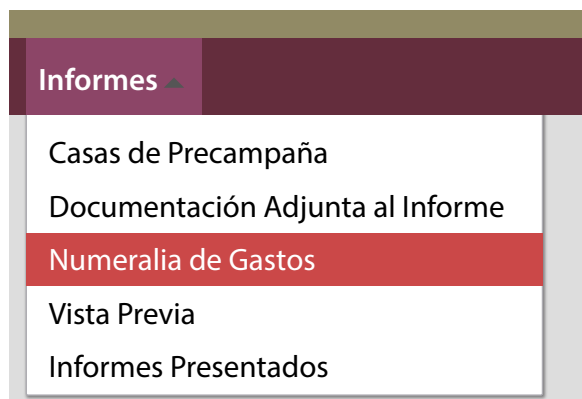 Informes
Casas de Precampaña
Documentación Adjunta al Informe
Numeralia de Gastos
Vista Previa
Informes Presentados